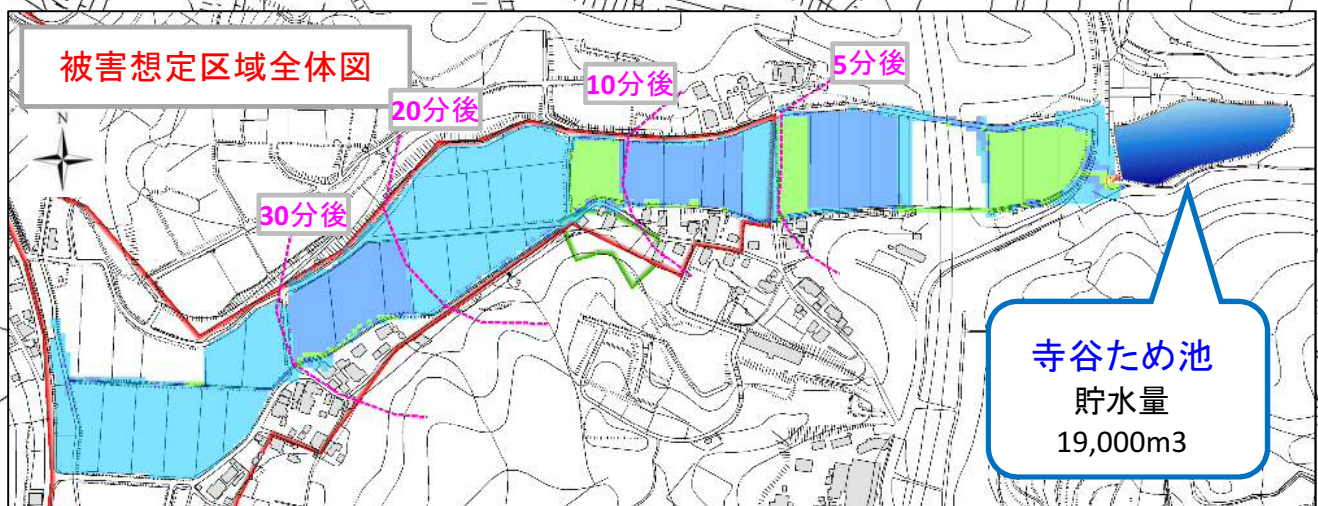 被害想定区域全体図
N
5分後
10分後
20分後
30分後
寺谷ため池
貯水量
19,000m3